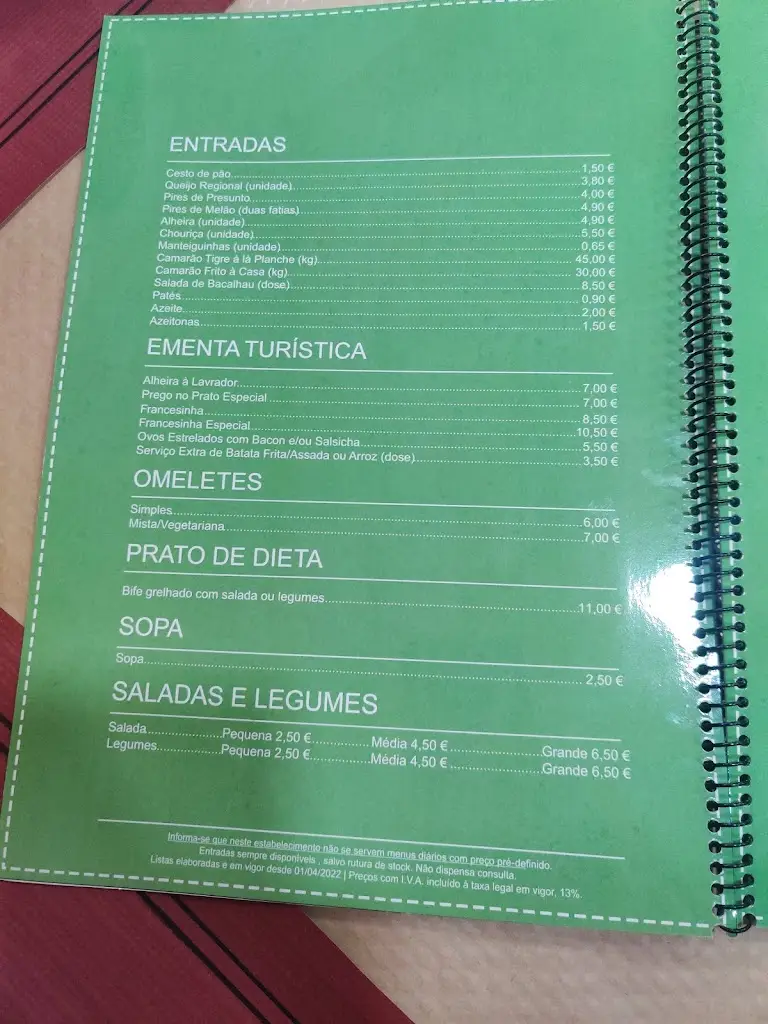 ENTRADAS
Cesto de pão 1,50 €
Queijo Regional (unidade) 3,80 €
Pires de Presunto 4,00 €
Pires de Melão (duas fatias) 4,90 €
Alheira (unidade) 4,90 €
Chouriça (unidade) 5,50 €
Manteiguinhas (unidade) 0,65 €
Camarão Tigre à lá Planche (kg) 45,00 €
Camarão Frito à Casa (kg) 30,00 €
Salada de Bacalhau (dose) 8,50 €
Patés 0,90 €
Azeite 2,00 €
Azeitonas 1,50 €
EMENTA TURÍSTICA
Alheira à Lavrador 7,00 €
Prego no Prato Especial 7,00 €
Francesinha 8,50 €
Francesinha Especial 10,50 €
Ovos Estrelados com Bacon e/ou Salsicha 5,50 €
Serviço Extra de Batata Frita/Assada ou Arroz (dose) 3,50 €
OMELETES
Simples 6,00 €
Mista/Vegetariana 7,00 €
PRATO DE DIETA
Bife grelhado com salada ou legumes 11,00 €
SOPA
Sopa 2,50 €
SALADAS E LEGUMES
Salada Pequena 2,50 € Média 4,50 € Grande 6,50 €
Legumes Pequena 2,50 € Média 4,50 € Grande 6,50 €
Informa-se que neste estabelecimento não se servem menus diários com preço pré-definido.
Entradas sempre disponíveis , salvo rutura de stock. Não dispensa consulta.
Listas elaboradas e em vigor desde 01/04/2022 | Preços com I.V.A. incluído à taxa legal em vigor, 13%.